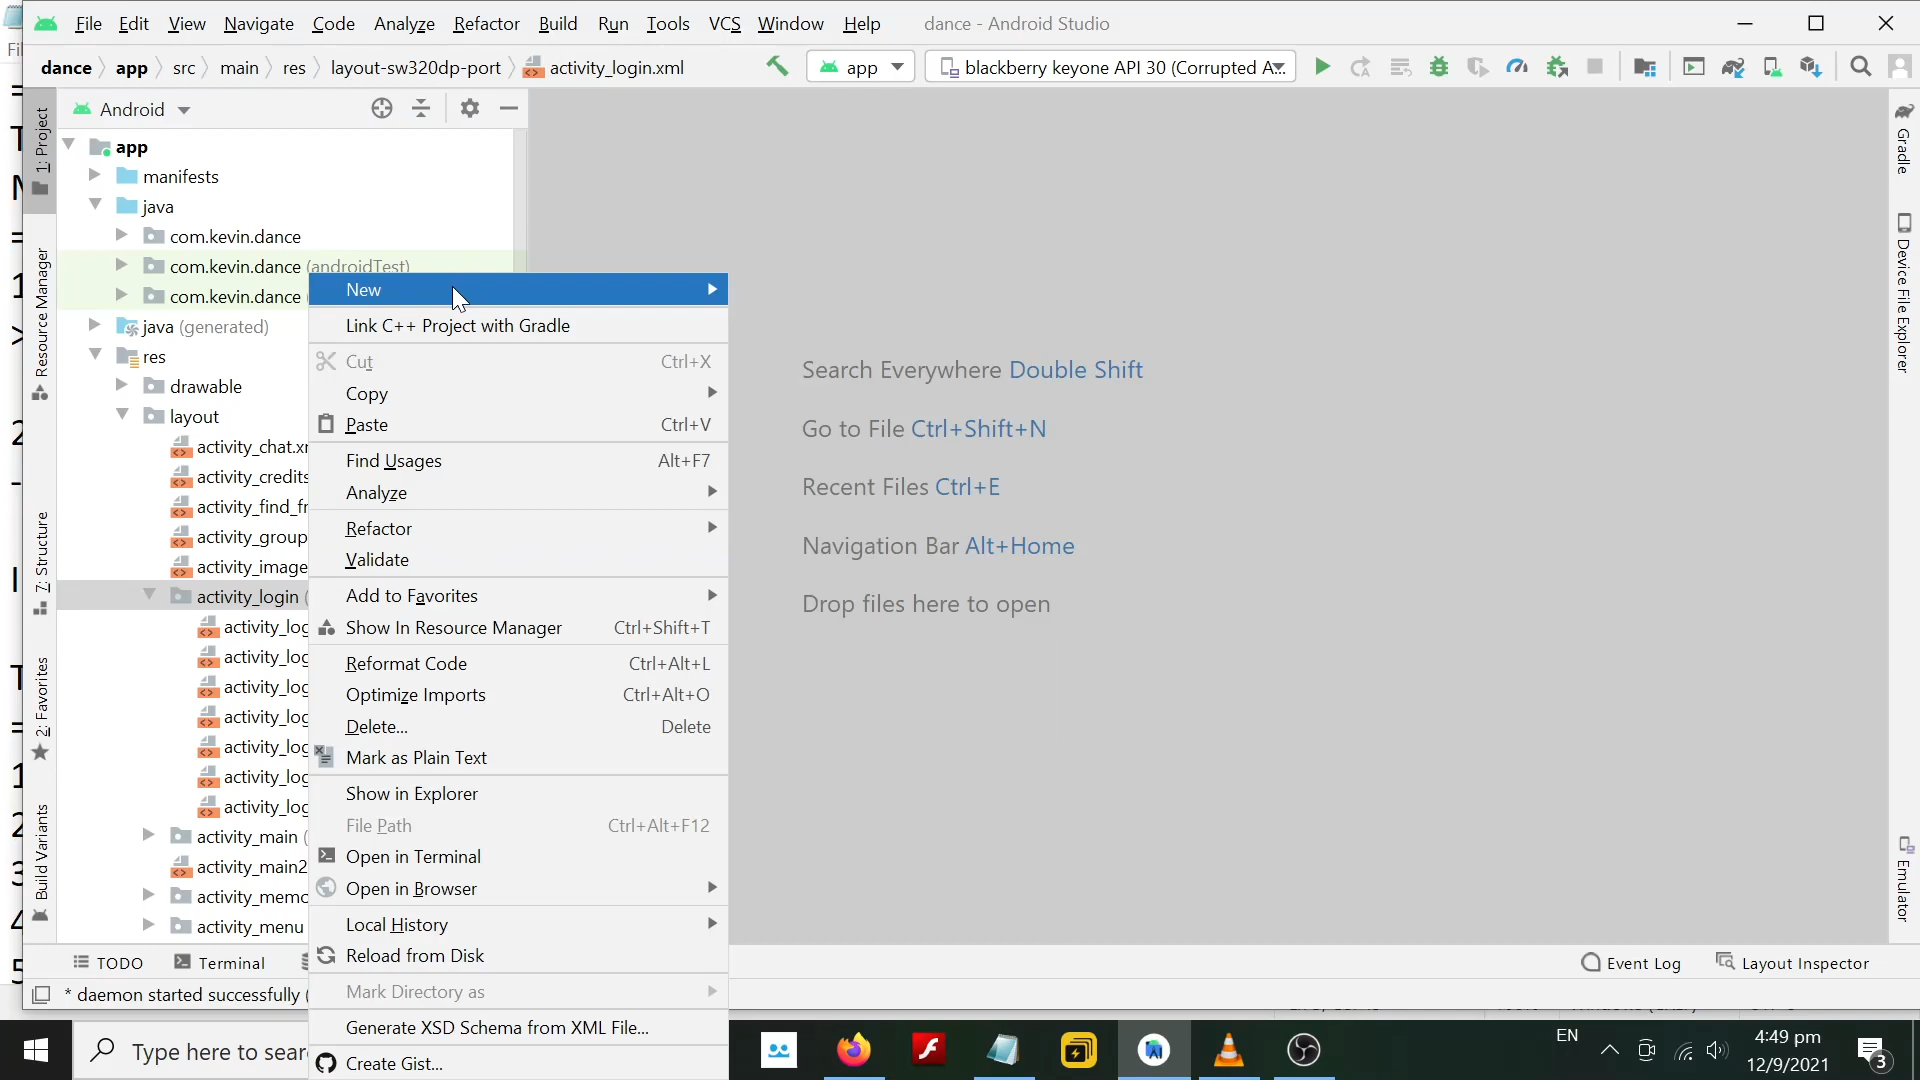 File Edit View Navigate Code Analyze Refactor Build Run Tools VCS Window Help dance - Android Studio
dance app src main res layout-sw320dp-port activity_login.xml app blackberry keyone API 30 (Corrupted A...
Android
app
manifests
java
com.kevin.dance
com.kevin.dance (androidTest)
com.kevin.dance
java (generated)
res
drawable
layout
activity_chat.x
activity_credits
activity_find_fr
activity_group
activity_image
activity_login (
activity_log
activity_log
activity_log
activity_log
activity_log
activity_log
activity_log
activity_main (
activity_main2
activity_memo
activity_menu
1: Project
Resource Manager
7: Structure
2: Favorites
Build Variants
New
Link C++ Project with Gradle
Cut Ctrl+X
Copy
Paste Ctrl+V
Find Usages Alt+F7
Analyze
Refactor
Validate
Add to Favorites
Show In Resource Manager Ctrl+Shift+T
Reformat Code Ctrl+Alt+L
Optimize Imports Ctrl+Alt+O
Delete... Delete
Mark as Plain Text
Show in Explorer
File Path Ctrl+Alt+F12
Open in Terminal
Open in Browser
Local History
Reload from Disk
Mark Directory as
Generate XSD Schema from XML File...
Create Gist...
Search Everywhere Double Shift
Go to File Ctrl+Shift+N
Recent Files Ctrl+E
Navigation Bar Alt+Home
Drop files here to open
Gradle
Device File Explorer
Emulator
TODO Terminal Event Log Layout Inspector
* daemon started successfully (
Type here to sear
EN
4:49 pm
12/9/2021
3